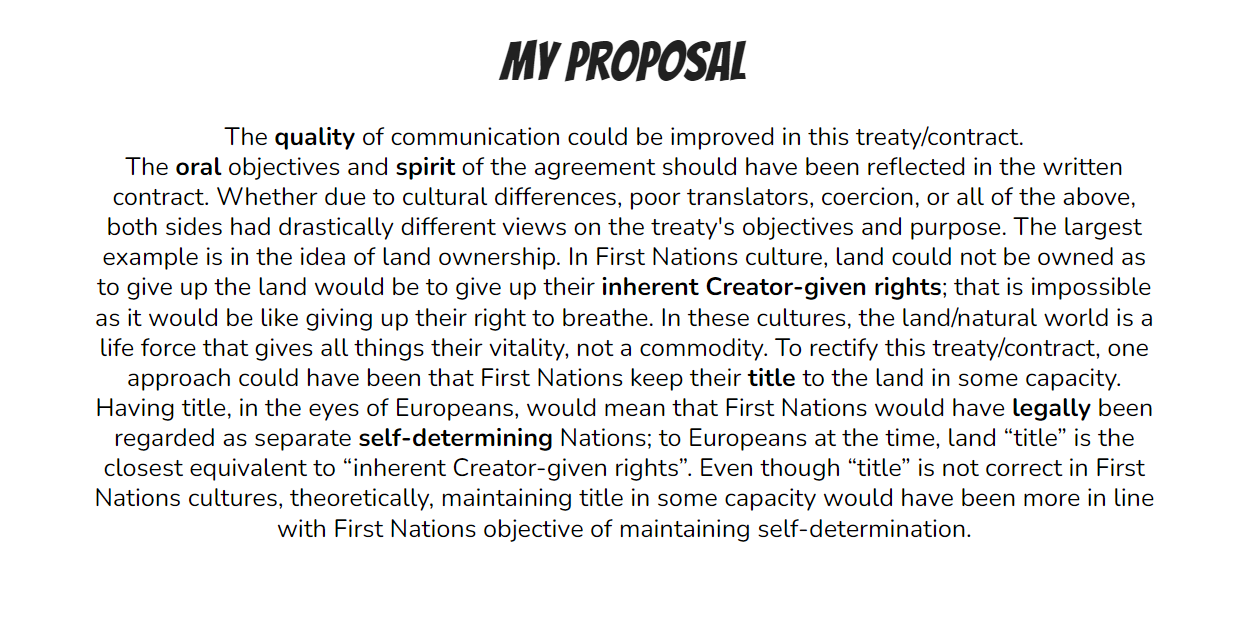 MY PROPOSAL
The quality of communication could be improved in this treaty/contract.
The oral objectives and spirit of the agreement should have been reflected in the written
contract. Whether due to cultural differences, poor translators, coercion, or all of the above,
both sides had drastically different views on the treaty's objectives and purpose. The largest
example is in the idea of land ownership. In First Nations culture, land could not be owned as
to give up the land would be to give up their inherent Creator-given rights; that is impossible
as it would be like giving up their right to breathe. In these cultures, the land/natural world is a
life force that gives all things their vitality, not a commodity. To rectify this treaty/contract, one
approach could have been that First Nations keep their title to the land in some capacity.
Having title, in the eyes of Europeans, would mean that First Nations would have legally been
regarded as separate self-determining Nations; to Europeans at the time, land “title” is the
closest equivalent to “inherent Creator-given rights”. Even though “title” is not correct in First
Nations cultures, theoretically, maintaining title in some capacity would have been more in line
with First Nations objective of maintaining self-determination.